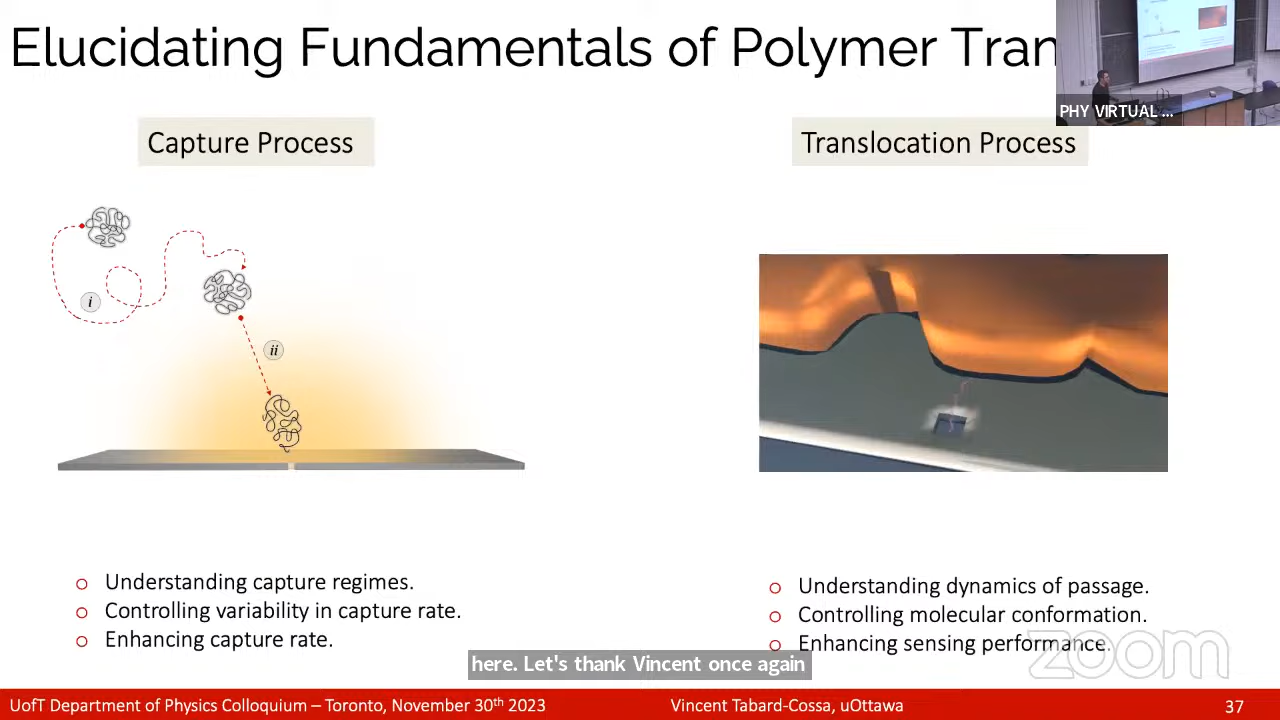 Elucidating Fundamentals of Polymer Tran
PHY VIRTUAL ...
Capture Process
Translocation Process
i
ii
Understanding capture regimes.
Controlling variability in capture rate.
Enhancing capture rate.
Understanding dynamics of passage.
Controlling molecular conformation.
Enhancing sensing performance.
zoom
here. Let's thank Vincent once again
UofT Department of Physics Colloquium – Toronto, November 30th 2023
Vincent Tabard-Cossa, uOttawa
37